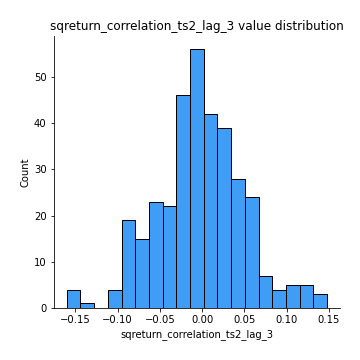 sqreturn_correlation_ts2_lag_3 value distribution
Count
50
40
30
20
10
0
−0.15 −0.10 −0.05 0.00 0.05 0.10 0.15
sqreturn_correlation_ts2_lag_3